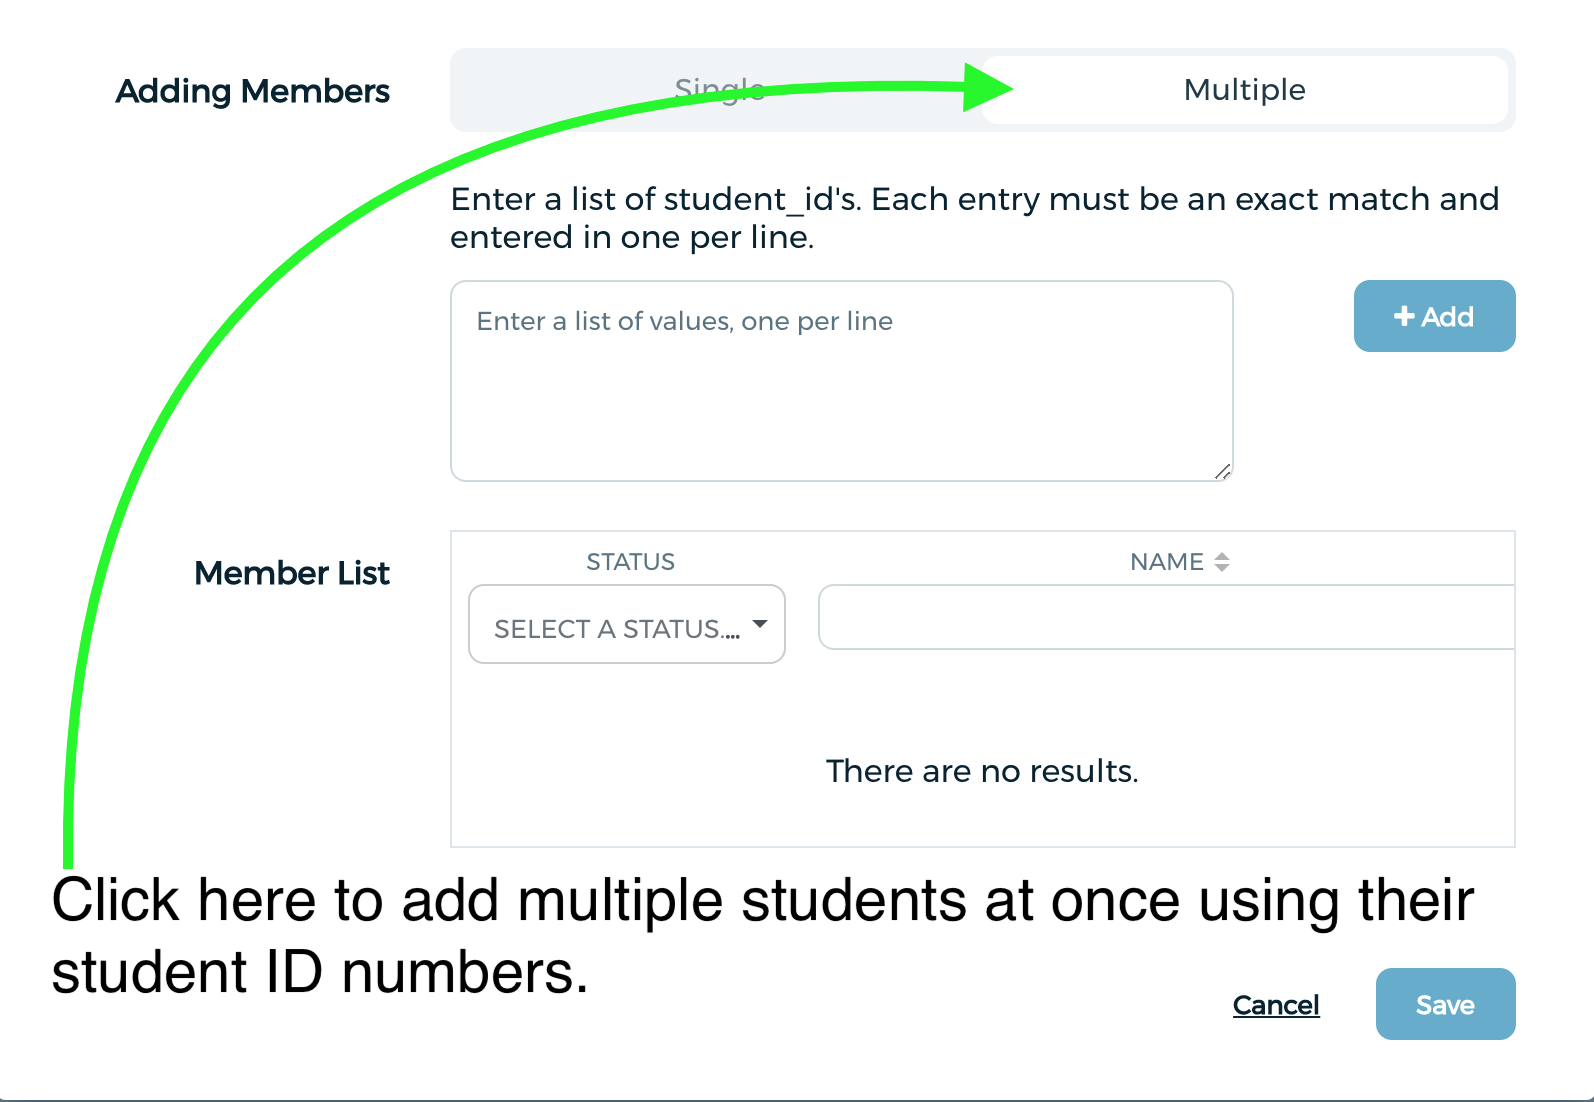 Adding Members
Single
Multiple
Enter a list of student_id's. Each entry must be an exact match and
entered in one per line.
Enter a list of values, one per line
+ Add
Member List
STATUS
NAME
SELECT A STATUS....
There are no results.
Click here to add multiple students at once using their
student ID numbers.
Cancel
Save